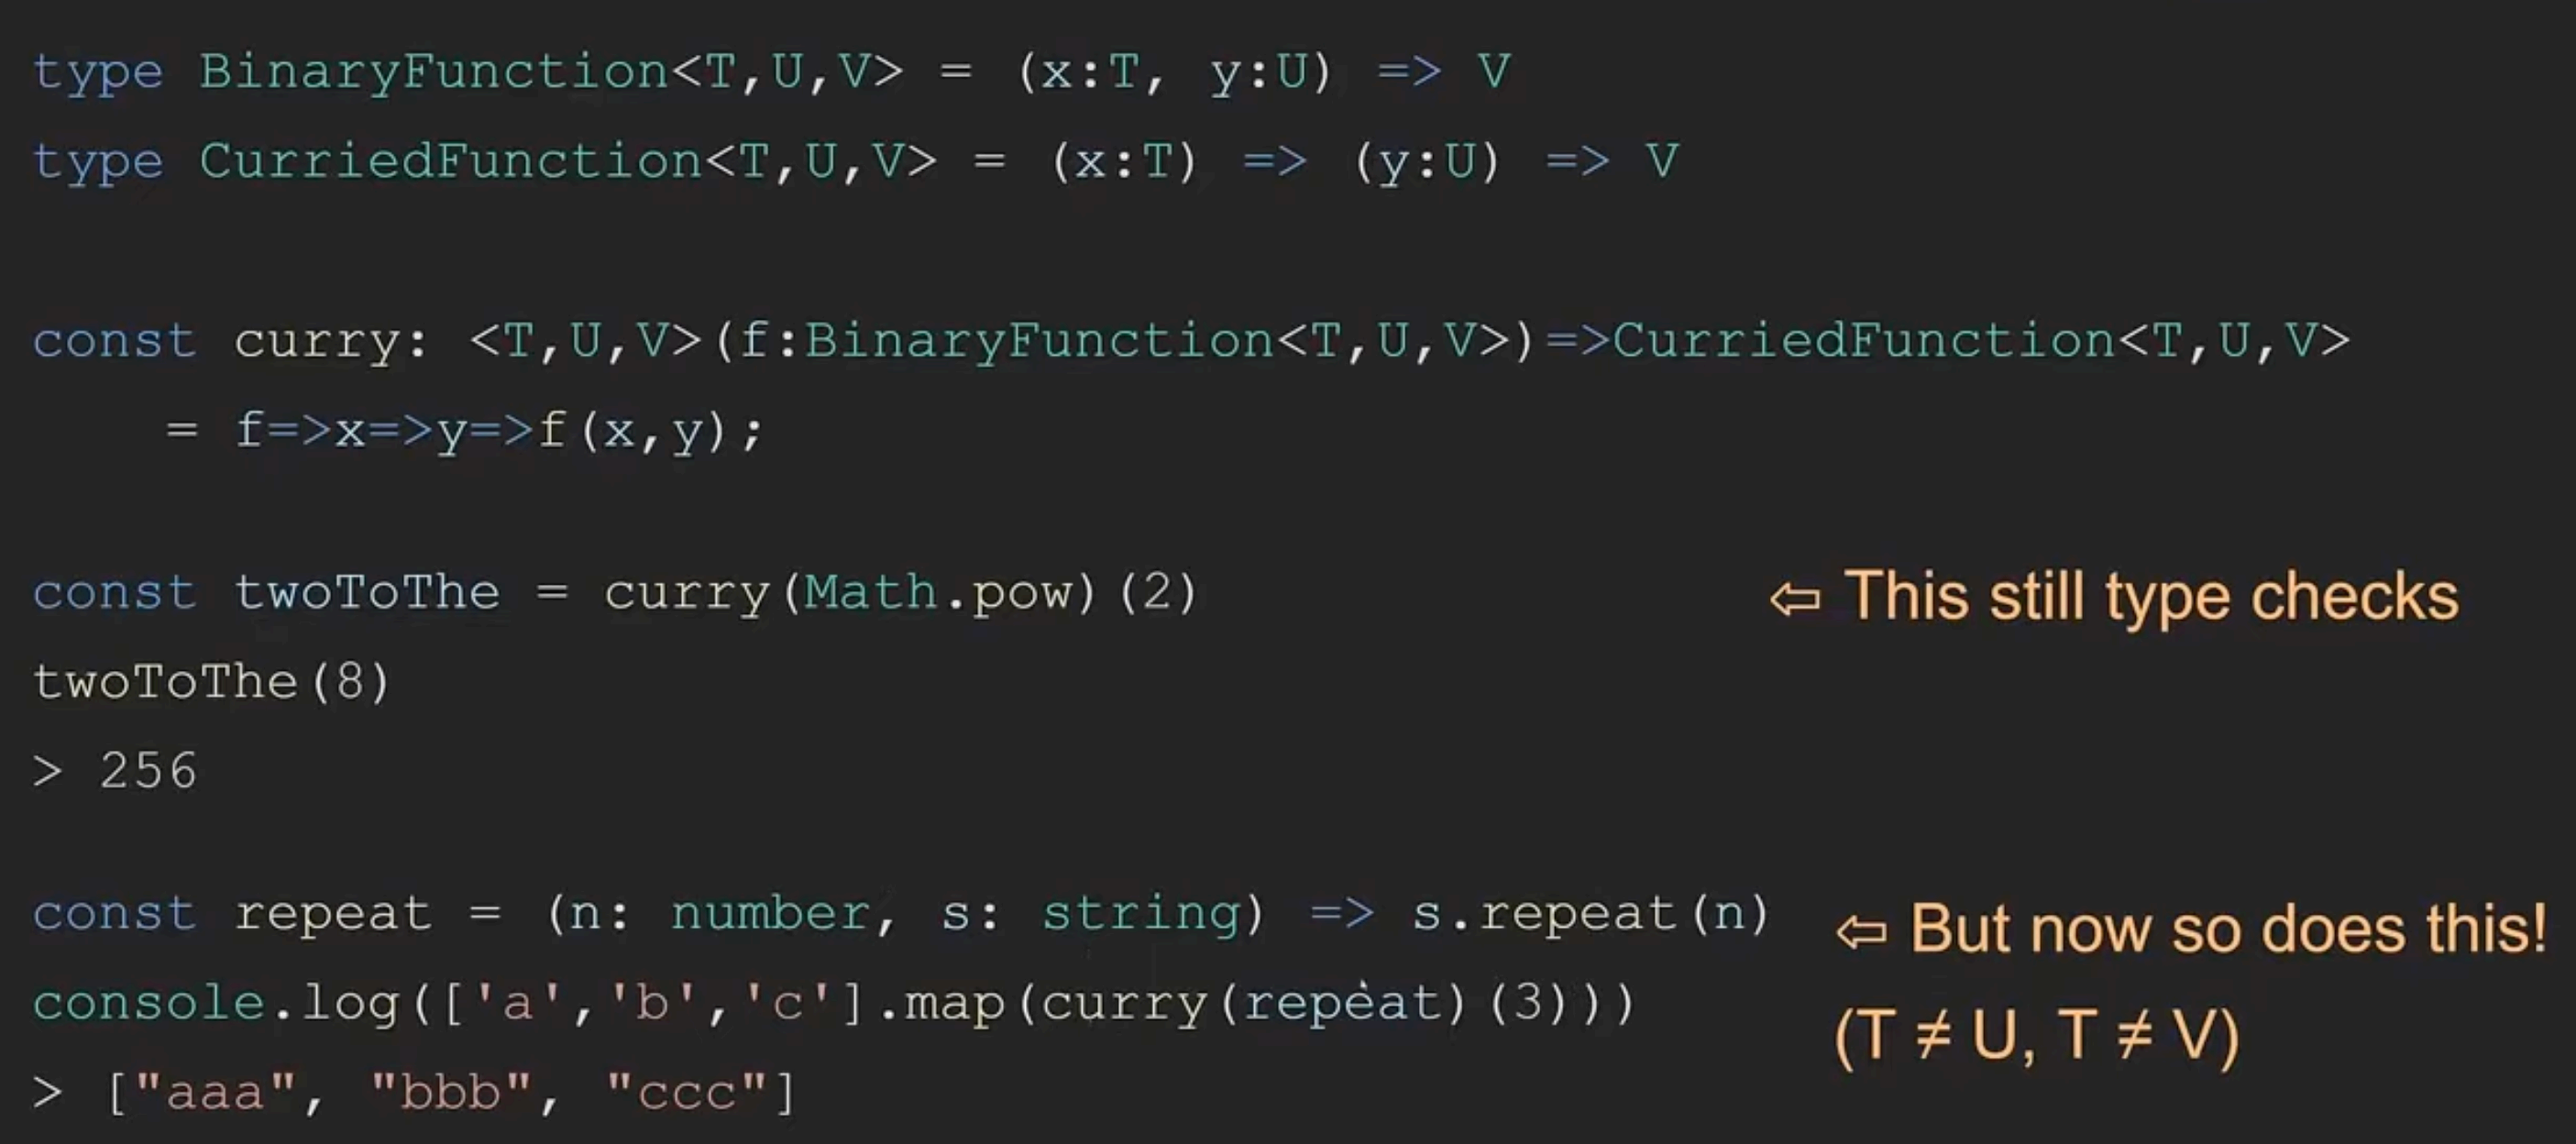 type BinaryFunction<T,U,V> = (x:T, y:U) => V
type CurriedFunction<T,U,V> = (x:T) => (y:U) => V
const curry: <T,U,V>(f:BinaryFunction<T,U,V>)=>CurriedFunction<T,U,V>
= f=>x=>y=>f(x,y);
const twoToThe = curry(Math.pow)(2)
⇦ This still type checks
twoToThe(8)
> 256
const repeat = (n: number, s: string) => s.repeat(n)
⇦ But now so does this!
console.log(['a','b','c'].map(curry(repeat)(3)))
(T ≠ U, T ≠ V)
> ["aaa", "bbb", "ccc"]